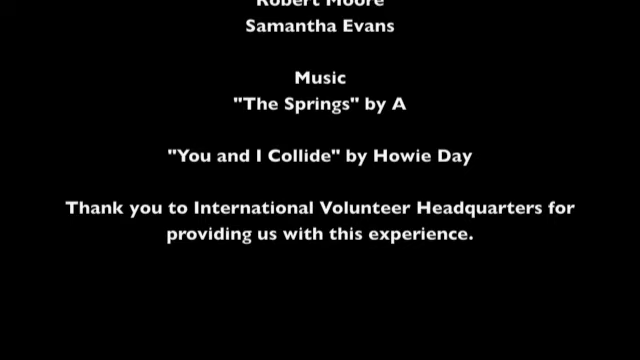 Robert Moore
Samantha Evans
Music
"The Springs" by A
"You and I Collide" by Howie Day
Thank you to International Volunteer Headquarters for
providing us with this experience.